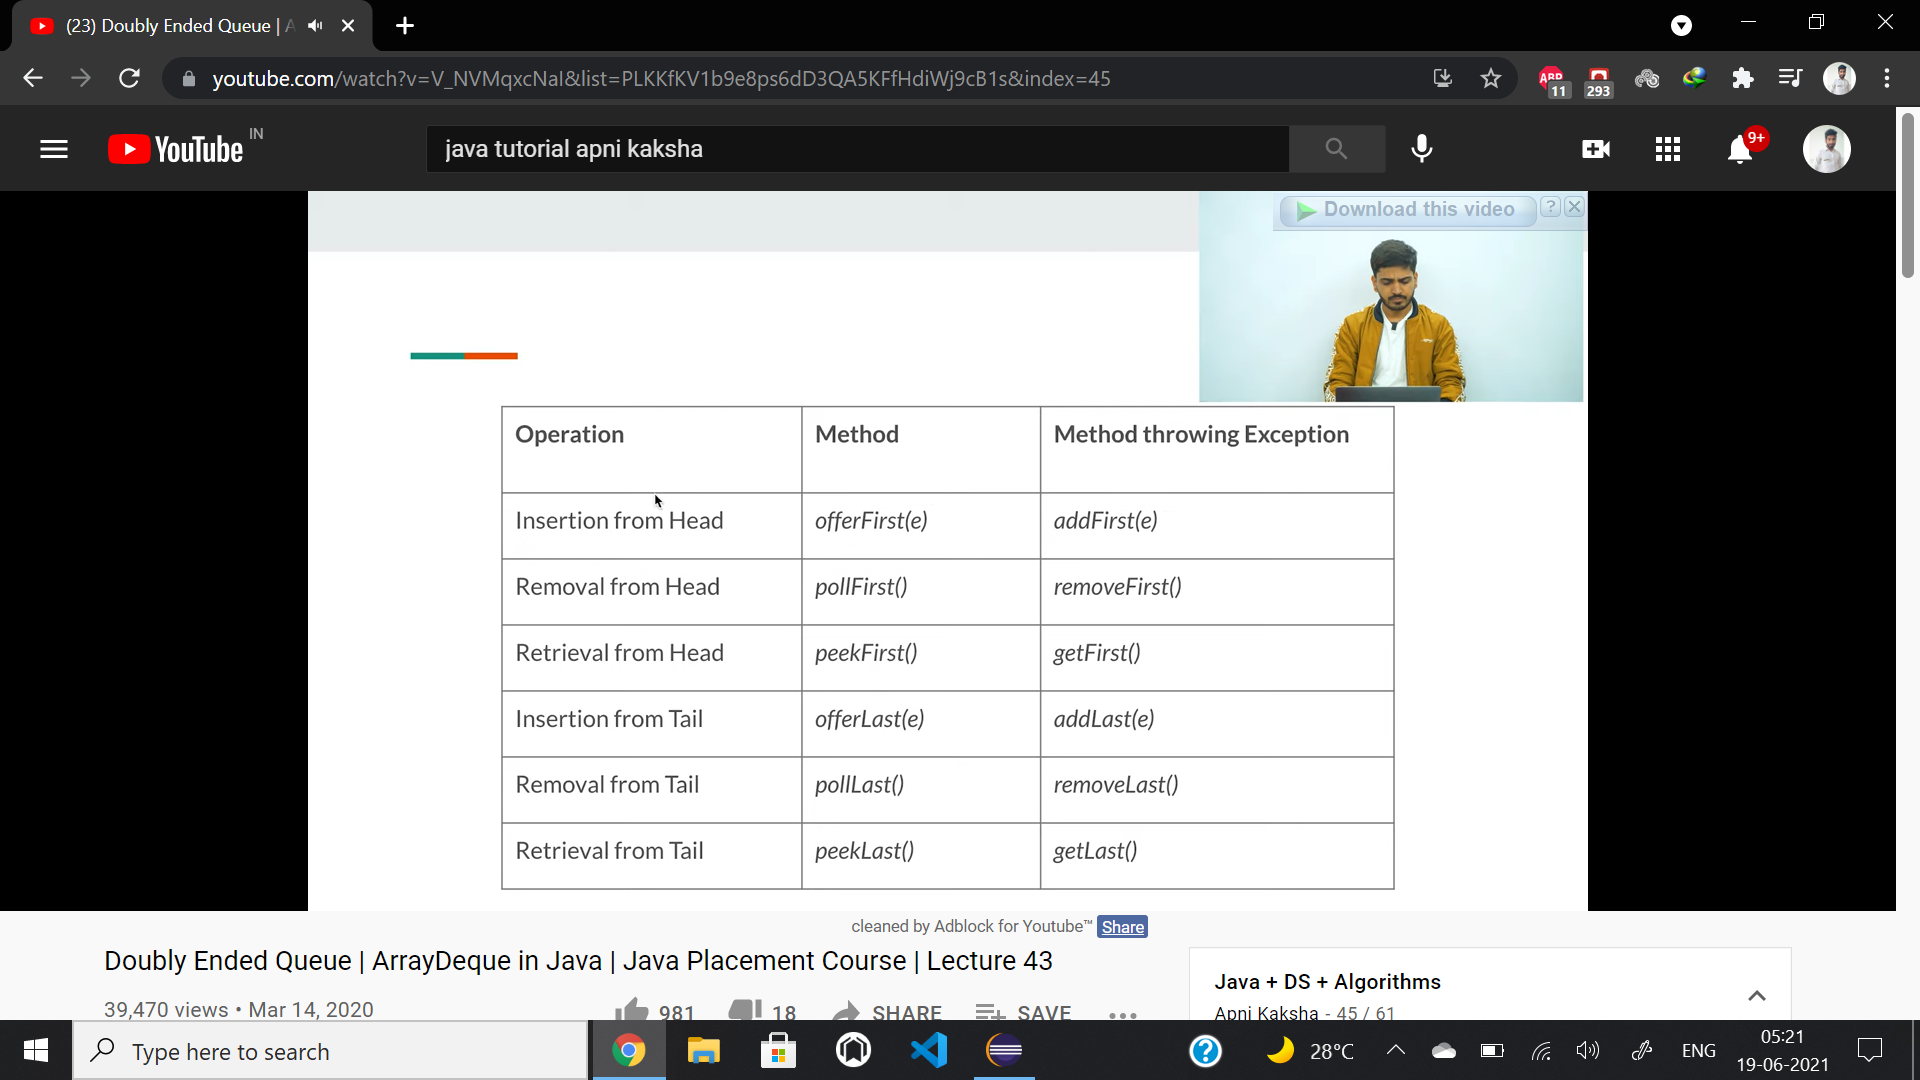 (23) Doubly Ended Queue | A
youtube.com/watch?v=V_NVMqxcNaI&list=PLKKfKV1b9e8ps6dD3QA5KFfHdiWj9cB1s&index=45
ABP
11
293
YouTube IN
java tutorial apni kaksha
9+
Download this video
?
Operation Method Method throwing Exception
Insertion from Head offerFirst(e) addFirst(e)
Removal from Head pollFirst() removeFirst()
Retrieval from Head peekFirst() getFirst()
Insertion from Tail offerLast(e) addLast(e)
Removal from Tail pollLast() removeLast()
Retrieval from Tail peekLast() getLast()
cleaned by Adblock for Youtube™ Share
Doubly Ended Queue | ArrayDeque in Java | Java Placement Course | Lecture 43
39,470 views • Mar 14, 2020
981 18 SHARE SAVE
Java + DS + Algorithms
Apni Kaksha - 45 / 61
Type here to search
?
28°C
ENG
05:21
19-06-2021